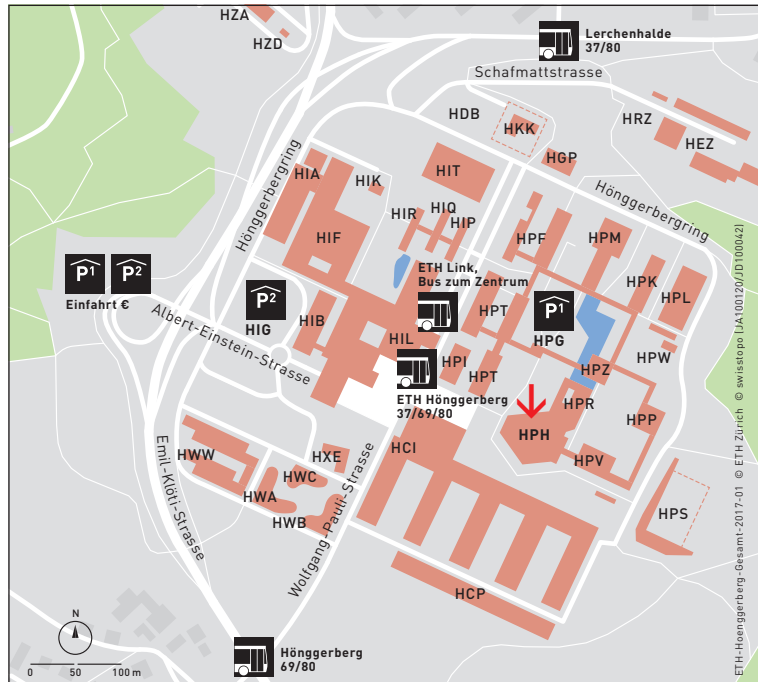 HZA
HZD
Lerchenhalde
37/80
Schafmattstrasse
HDB
HKK
HRZ
HEZ
HGP
Hönggerbergring
HIA
HIK
HIT
Hönggerbergring
HIR
HIQ
HIP
HIF
HPF
HPM
HPK
HPL
P1
P2
Einfahrt €
P2
HIG
ETH Link,
Bus zum Zentrum
HPT
P1
HPG
Albert-Einstein-Strasse
HIB
HIL
HPI
HPT
HPZ
HPW
ETH Hönggerberg
37/69/80
HPR
HPP
HPH
HPV
HWW
HXE
HCI
HWC
HWA
HWB
HPS
Emil-Klöti-Strasse
Wolfgang-Pauli-Strasse
HCP
N
0 50 100 m
Hönggerberg
69/80
ETH-Hoenggerberg-Gesamt-2017-01 © ETH Zürich © swisstopo (JA100120/JD100042)